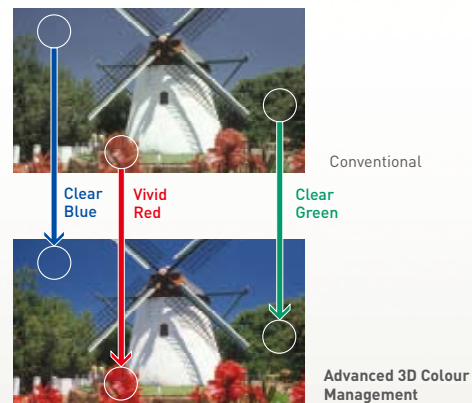 Conventional
Clear
Blue
Vivid
Red
Clear
Green
Advanced 3D Colour
Management